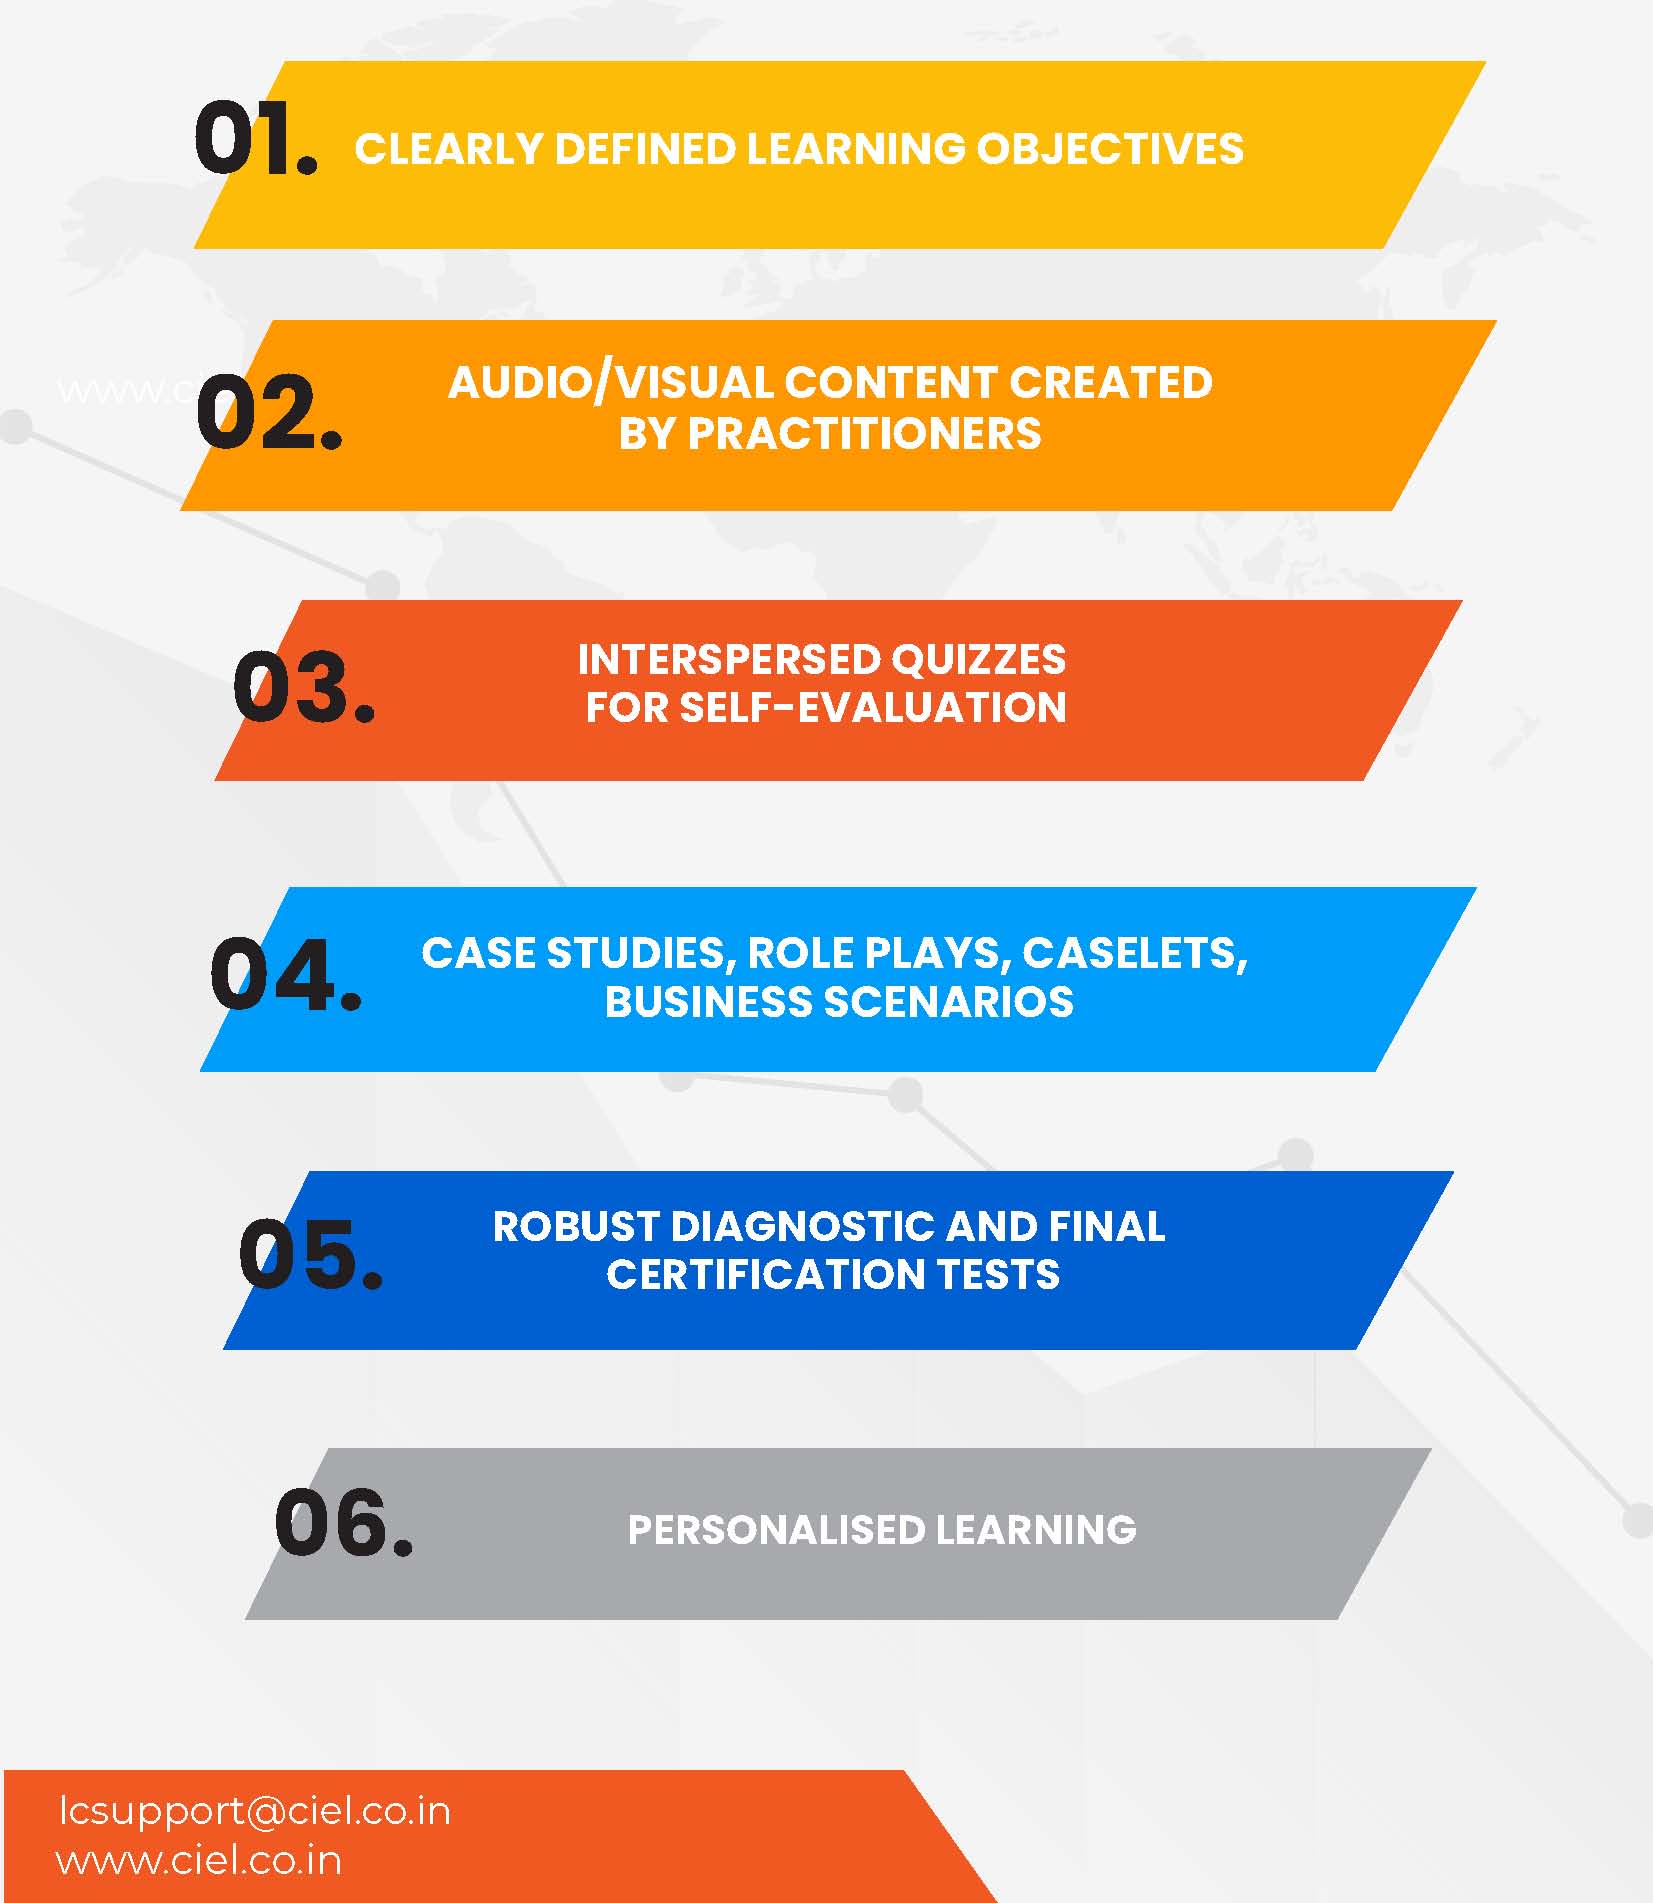 01. CLEARLY DEFINED LEARNING OBJECTIVES
www.ci
02. AUDIO/VISUAL CONTENT CREATED
BY PRACTITIONERS
03. INTERSPERSED QUIZZES
FOR SELF-EVALUATION
04. CASE STUDIES, ROLE PLAYS, CASELETS,
BUSINESS SCENARIOS
05. ROBUST DIAGNOSTIC AND FINAL
CERTIFICATION TESTS
06. PERSONALISED LEARNING
lcsupport@ciel.co.in
www.ciel.co.in